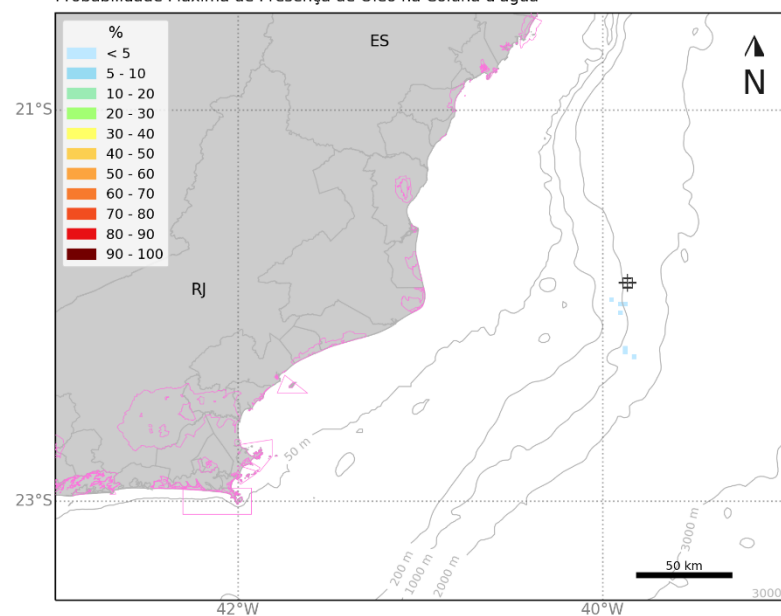 Probabilidade Máxima de Presença de Óleo na Coluna d'água
%
< 5
5 - 10
10 - 20
20 - 30
30 - 40
40 - 50
50 - 60
60 - 70
70 - 80
80 - 90
90 - 100
ES
N
21°S
RJ
50 m
23°S
200 m
1000 m
2000 m
3000 m
50 km
3000
42°W
40°W